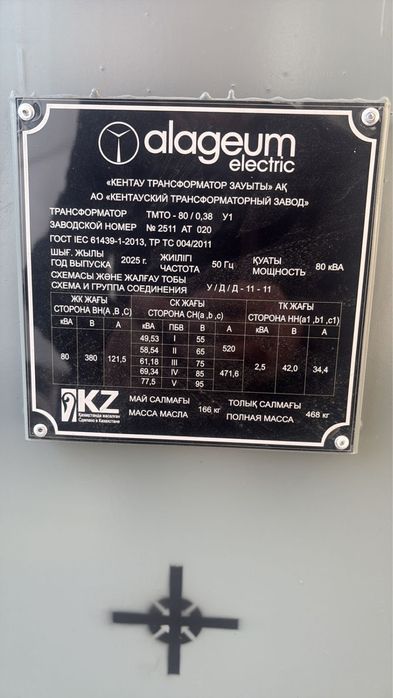 alageum
electric
«КЕНТАУ ТРАНСФОРМАТОР ЗАУЫТЫ» АҚ
АО «КЕНТАУСКИЙ ТРАНСФОРМАТОРНЫЙ ЗАВОД»
ТРАНСФОРМАТОР ТМТО - 80 / 0,38 У1
ЗАВОДСКОЙ НОМЕР № 2511 АТ 020
ГОСТ IEC 61439-1-2013, ТР ТС 004/2011
ШЫҒ. ЖЫЛЫ ЖИІЛІГІ ҚУАТЫ
ГОД ВЫПУСКА 2025 г. ЧАСТОТА 50 Гц МОЩНОСТЬ 80 кВА
СХЕМАСЫ ЖӘНЕ ЖАЛҒАУ ТОБЫ
СХЕМА И ГРУППА СОЕДИНЕНИЯ У / Д / Д - 11 - 11
ЖК ЖАҒЫ СК ЖАҒЫ ТК ЖАҒЫ
СТОРОНА ВН(А ,В ,С) СТОРОНА СН(а ,b ,с) СТОРОНА НН(а1 ,b1 ,с1)
кВА В А кВА ПБВ В А кВА В А
49,53 I 55
58,54 II 65 520
80 380 121,5 61,18 III 75 2,5 42,0 34,4
69,34 IV 85 471,6
77,5 V 95
KZ
Қазақстанда жасалған
Сделано в Казахстане
МАЙ САЛМАҒЫ ТОЛЫҚ САЛМАҒЫ
МАССА МАСЛА 166 кг ПОЛНАЯ МАССА 468 кг